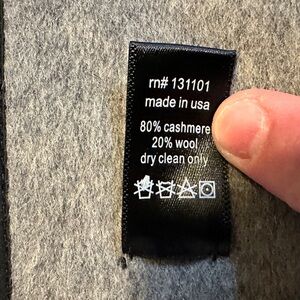 rn# 131101
made in usa
80% cashmere
20% wool
dry clean only